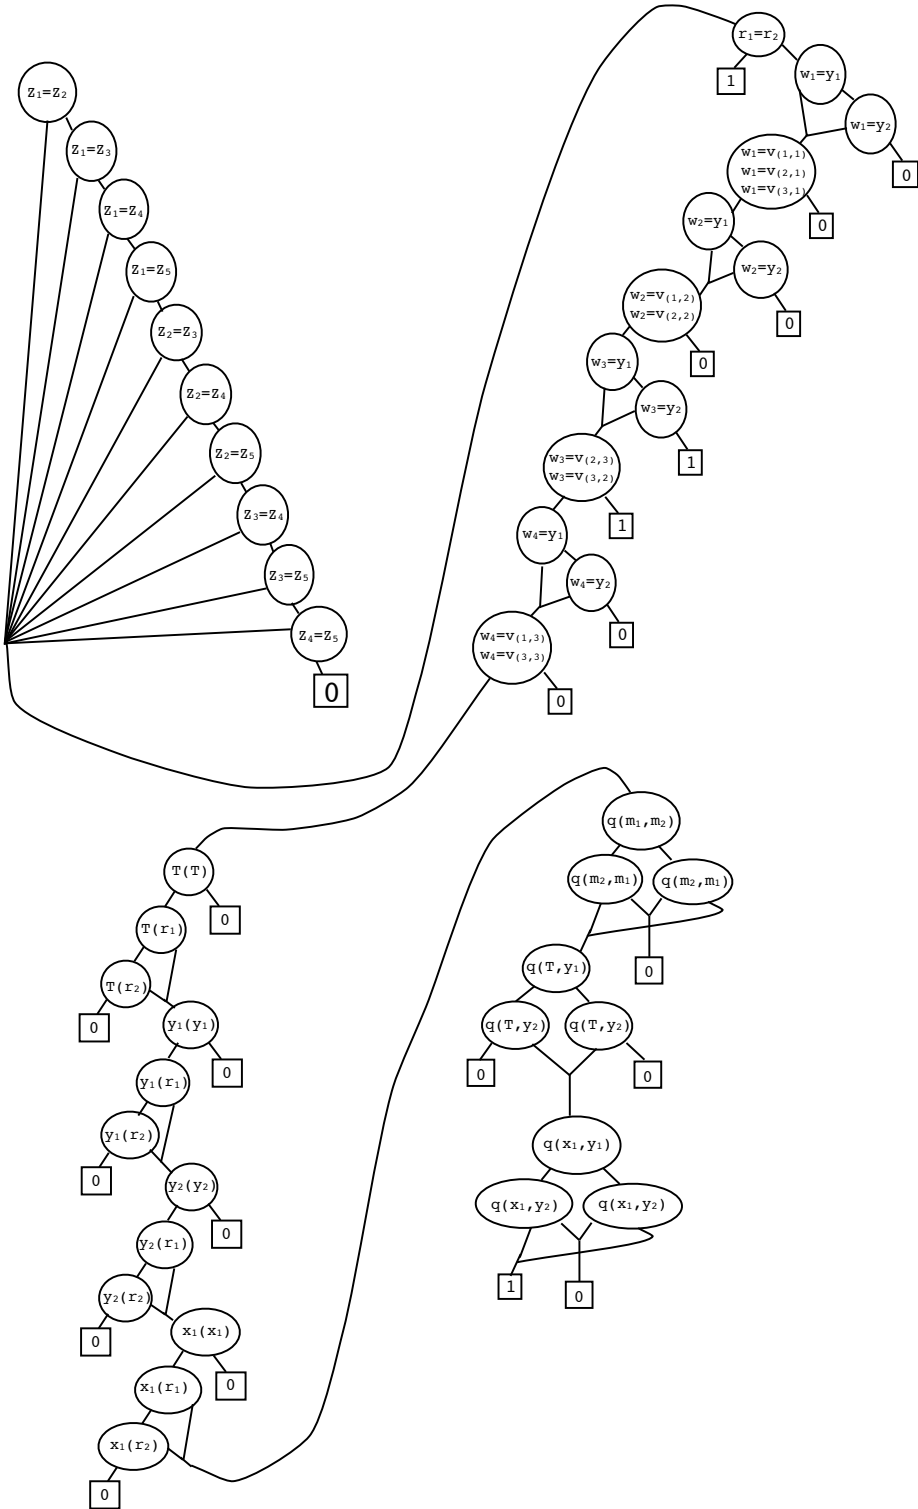 z₁=z₂
z₁=z₃
z₁=z₄
z₁=z₅
z₂=z₃
z₂=z₄
z₂=z₅
z₃=z₄
z₃=z₅
z₄=z₅
0
r₁=r₂
1
w₁=y₁
w₁=y₂
0
w₁=v₍₁,₁₎
w₁=v₍₂,₁₎
w₁=v₍₃,₁₎
0
w₂=y₁
w₂=y₂
0
w₂=v₍₁,₂₎
w₂=v₍₂,₂₎
0
w₃=y₁
w₃=y₂
1
w₃=v₍₂,₃₎
w₃=v₍₃,₂₎
1
w₄=y₁
w₄=y₂
0
w₄=v₍₁,₃₎
w₄=v₍₃,₃₎
0
T(T)
0
T(r₁)
T(r₂)
0
y₁(y₁)
0
y₁(r₁)
y₁(r₂)
0
y₂(y₂)
0
y₂(r₁)
y₂(r₂)
0
x₁(x₁)
0
x₁(r₁)
x₁(r₂)
0
q(m₁,m₂)
q(m₂,m₁)
q(m₂,m₁)
0
q(T,y₁)
q(T,y₂)
q(T,y₂)
0
0
q(x₁,y₁)
q(x₁,y₂)
q(x₁,y₂)
1
0